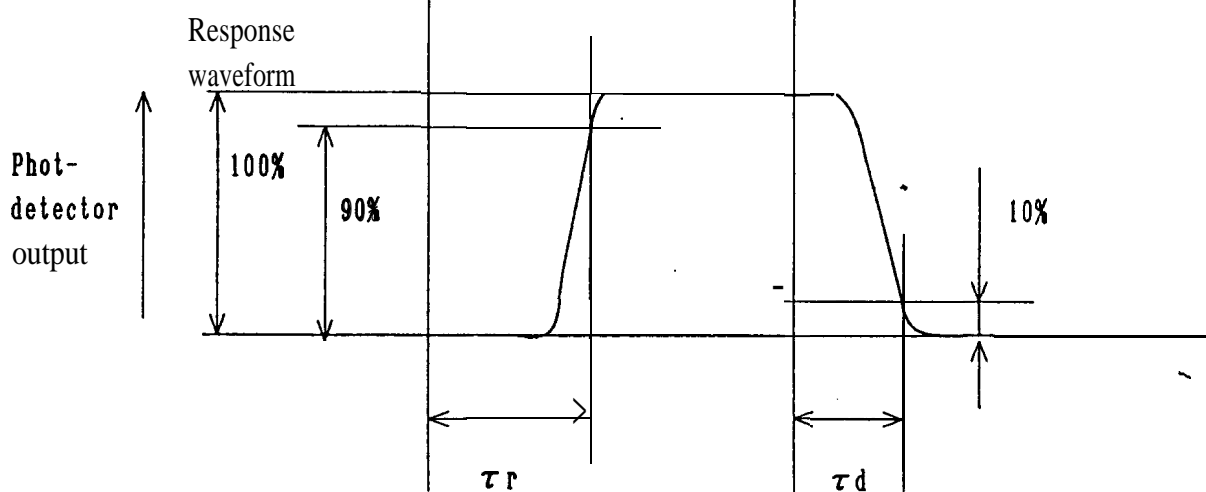 Response
waveform
Phot-
detector
output
100%
90%
10%
τr
τd